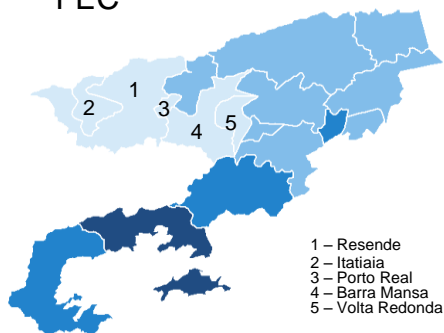 1
2
3
4
5
1 – Resende
2 – Itatiaia
3 – Porto Real
4 – Barra Mansa
5 – Volta Redonda